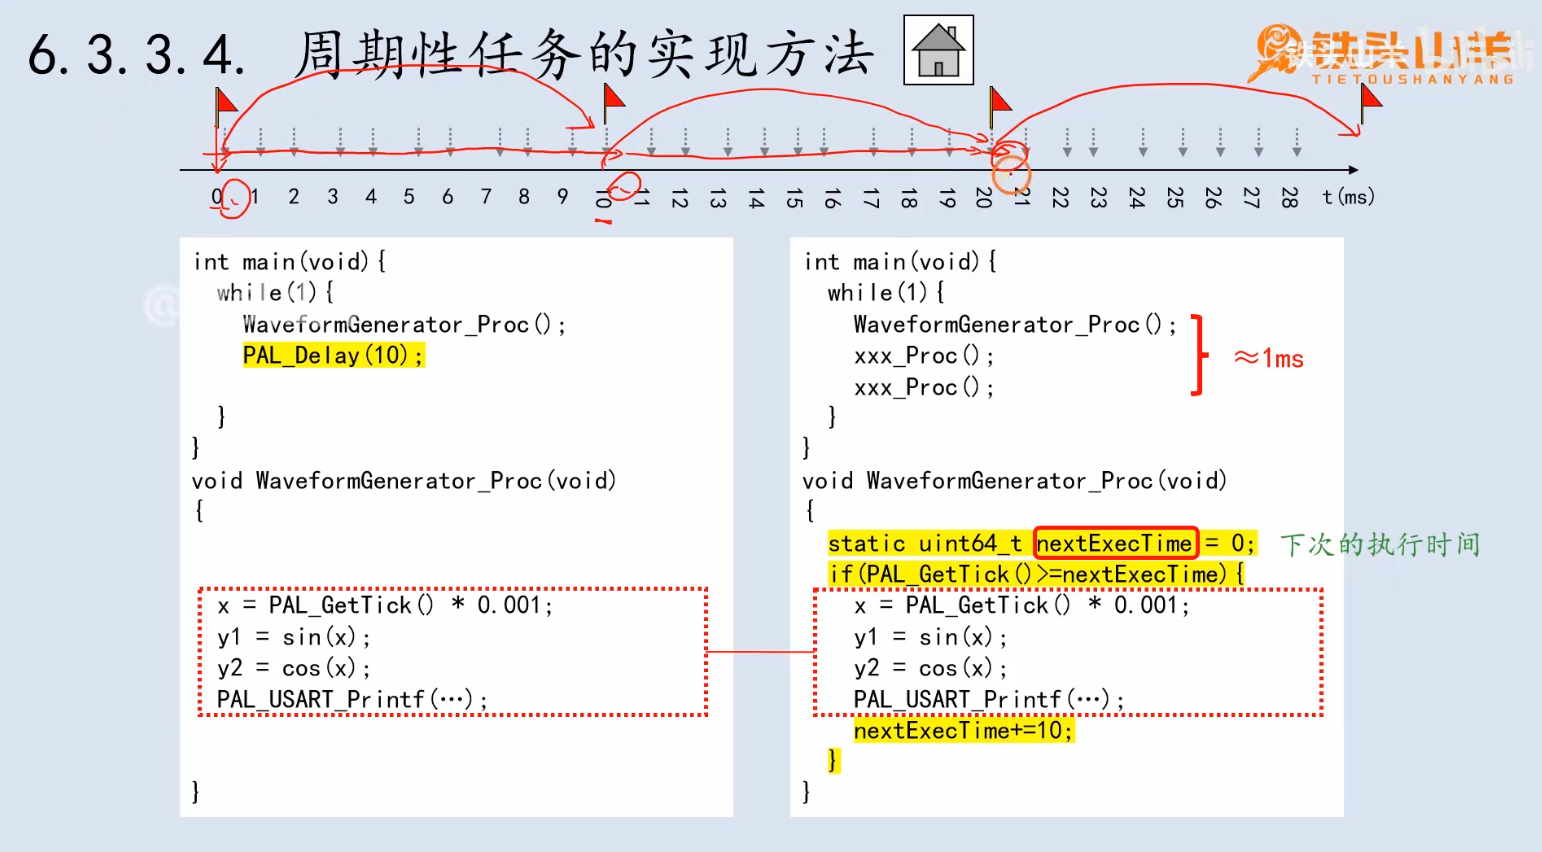 6.3.3.4. 周期性任务的实现方法
铁头山羊
TIETOUSHANYANG
0 1 2 3 4 5 6 7 8 9 10 11 12 13 14 15 16 17 18 19 20 21 22 23 24 25 26 27 28 t(ms)
int main(void){
while(1){
WaveformGenerator_Proc();
PAL_Delay(10);
}
}
void WaveformGenerator_Proc(void)
{
x = PAL_GetTick() * 0.001;
y1 = sin(x);
y2 = cos(x);
PAL_USART_Printf(…);
}
int main(void){
while(1){
WaveformGenerator_Proc();
xxx_Proc();
xxx_Proc();
≈1ms
}
}
void WaveformGenerator_Proc(void)
{
static uint64_t nextExecTime = 0;
下次的执行时间
if(PAL_GetTick()>=nextExecTime){
x = PAL_GetTick() * 0.001;
y1 = sin(x);
y2 = cos(x);
PAL_USART_Printf(…);
nextExecTime+=10;
}
}